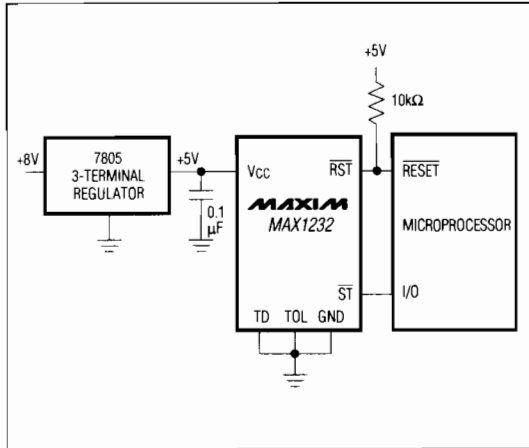 +5V
10kΩ
+8V
7805
3-TERMINAL
REGULATOR
+5V
0.1
µF
VCC
RST
MAXIM
MAX1232
ST
TD TOL GND
RESET
MICROPROCESSOR
I/O